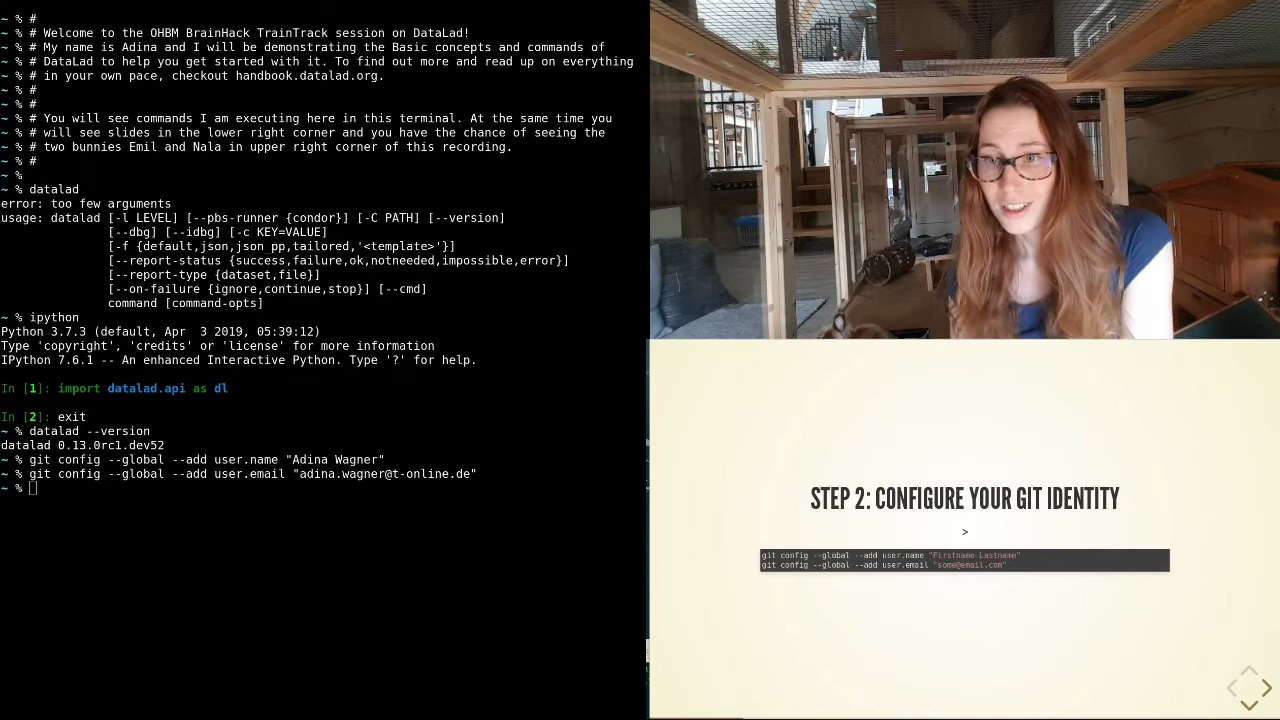 ~ % #
~ % # Welcome to the OHBM BrainHack TrainTrack session on DataLad!
~ % # My name is Adina and I will be demonstrating the basic concepts and commands of
~ % # DataLad to help you get started with it. To find out more and read up on everything
~ % # in your own time, checkout handbook.datalad.org.
~ % #
~ %
~ % # You will see the code I am executing here in this terminal. At the same time you
~ % # will see slides in the lower right corner and you have the chance of seeing the
~ % # two bunnies Emil and Nala in upper right corner of this recording.
~ % #
~ %
~ % datalad
error: too few arguments
usage: datalad [-l LEVEL] [--pbs-runner {condor}] [-C PATH] [--version]
[--dbg] [--idbg] [-c KEY=VALUE]
[-f {default,json,json_pp,tailored,'<template>'}]
[--report-status {success,failure,ok,notneeded,impossible,error}]
[--report-type {dataset,file}]
[--on-failure {ignore,continue,stop}] [--cmd]
command [command-opts]
~ % ipython
Python 3.7.3 (default, Apr  3 2019, 05:39:12)
Type 'copyright', 'credits' or 'license' for more information
IPython 7.6.1 -- An enhanced Interactive Python. Type '?' for help.
In [1]: import datalad.api as dl
In [2]: exit
~ % datalad --version
datalad 0.13.0rc1.dev52
~ % git config --global --add user.name "Adina Wagner"
~ % git config --global --add user.email "adina.wagner@t-online.de"
~ %
STEP 2: CONFIGURE YOUR GIT IDENTITY
>
git config --global --add user.name "Firstname Lastname"
git config --global --add user.email "some@email.com"